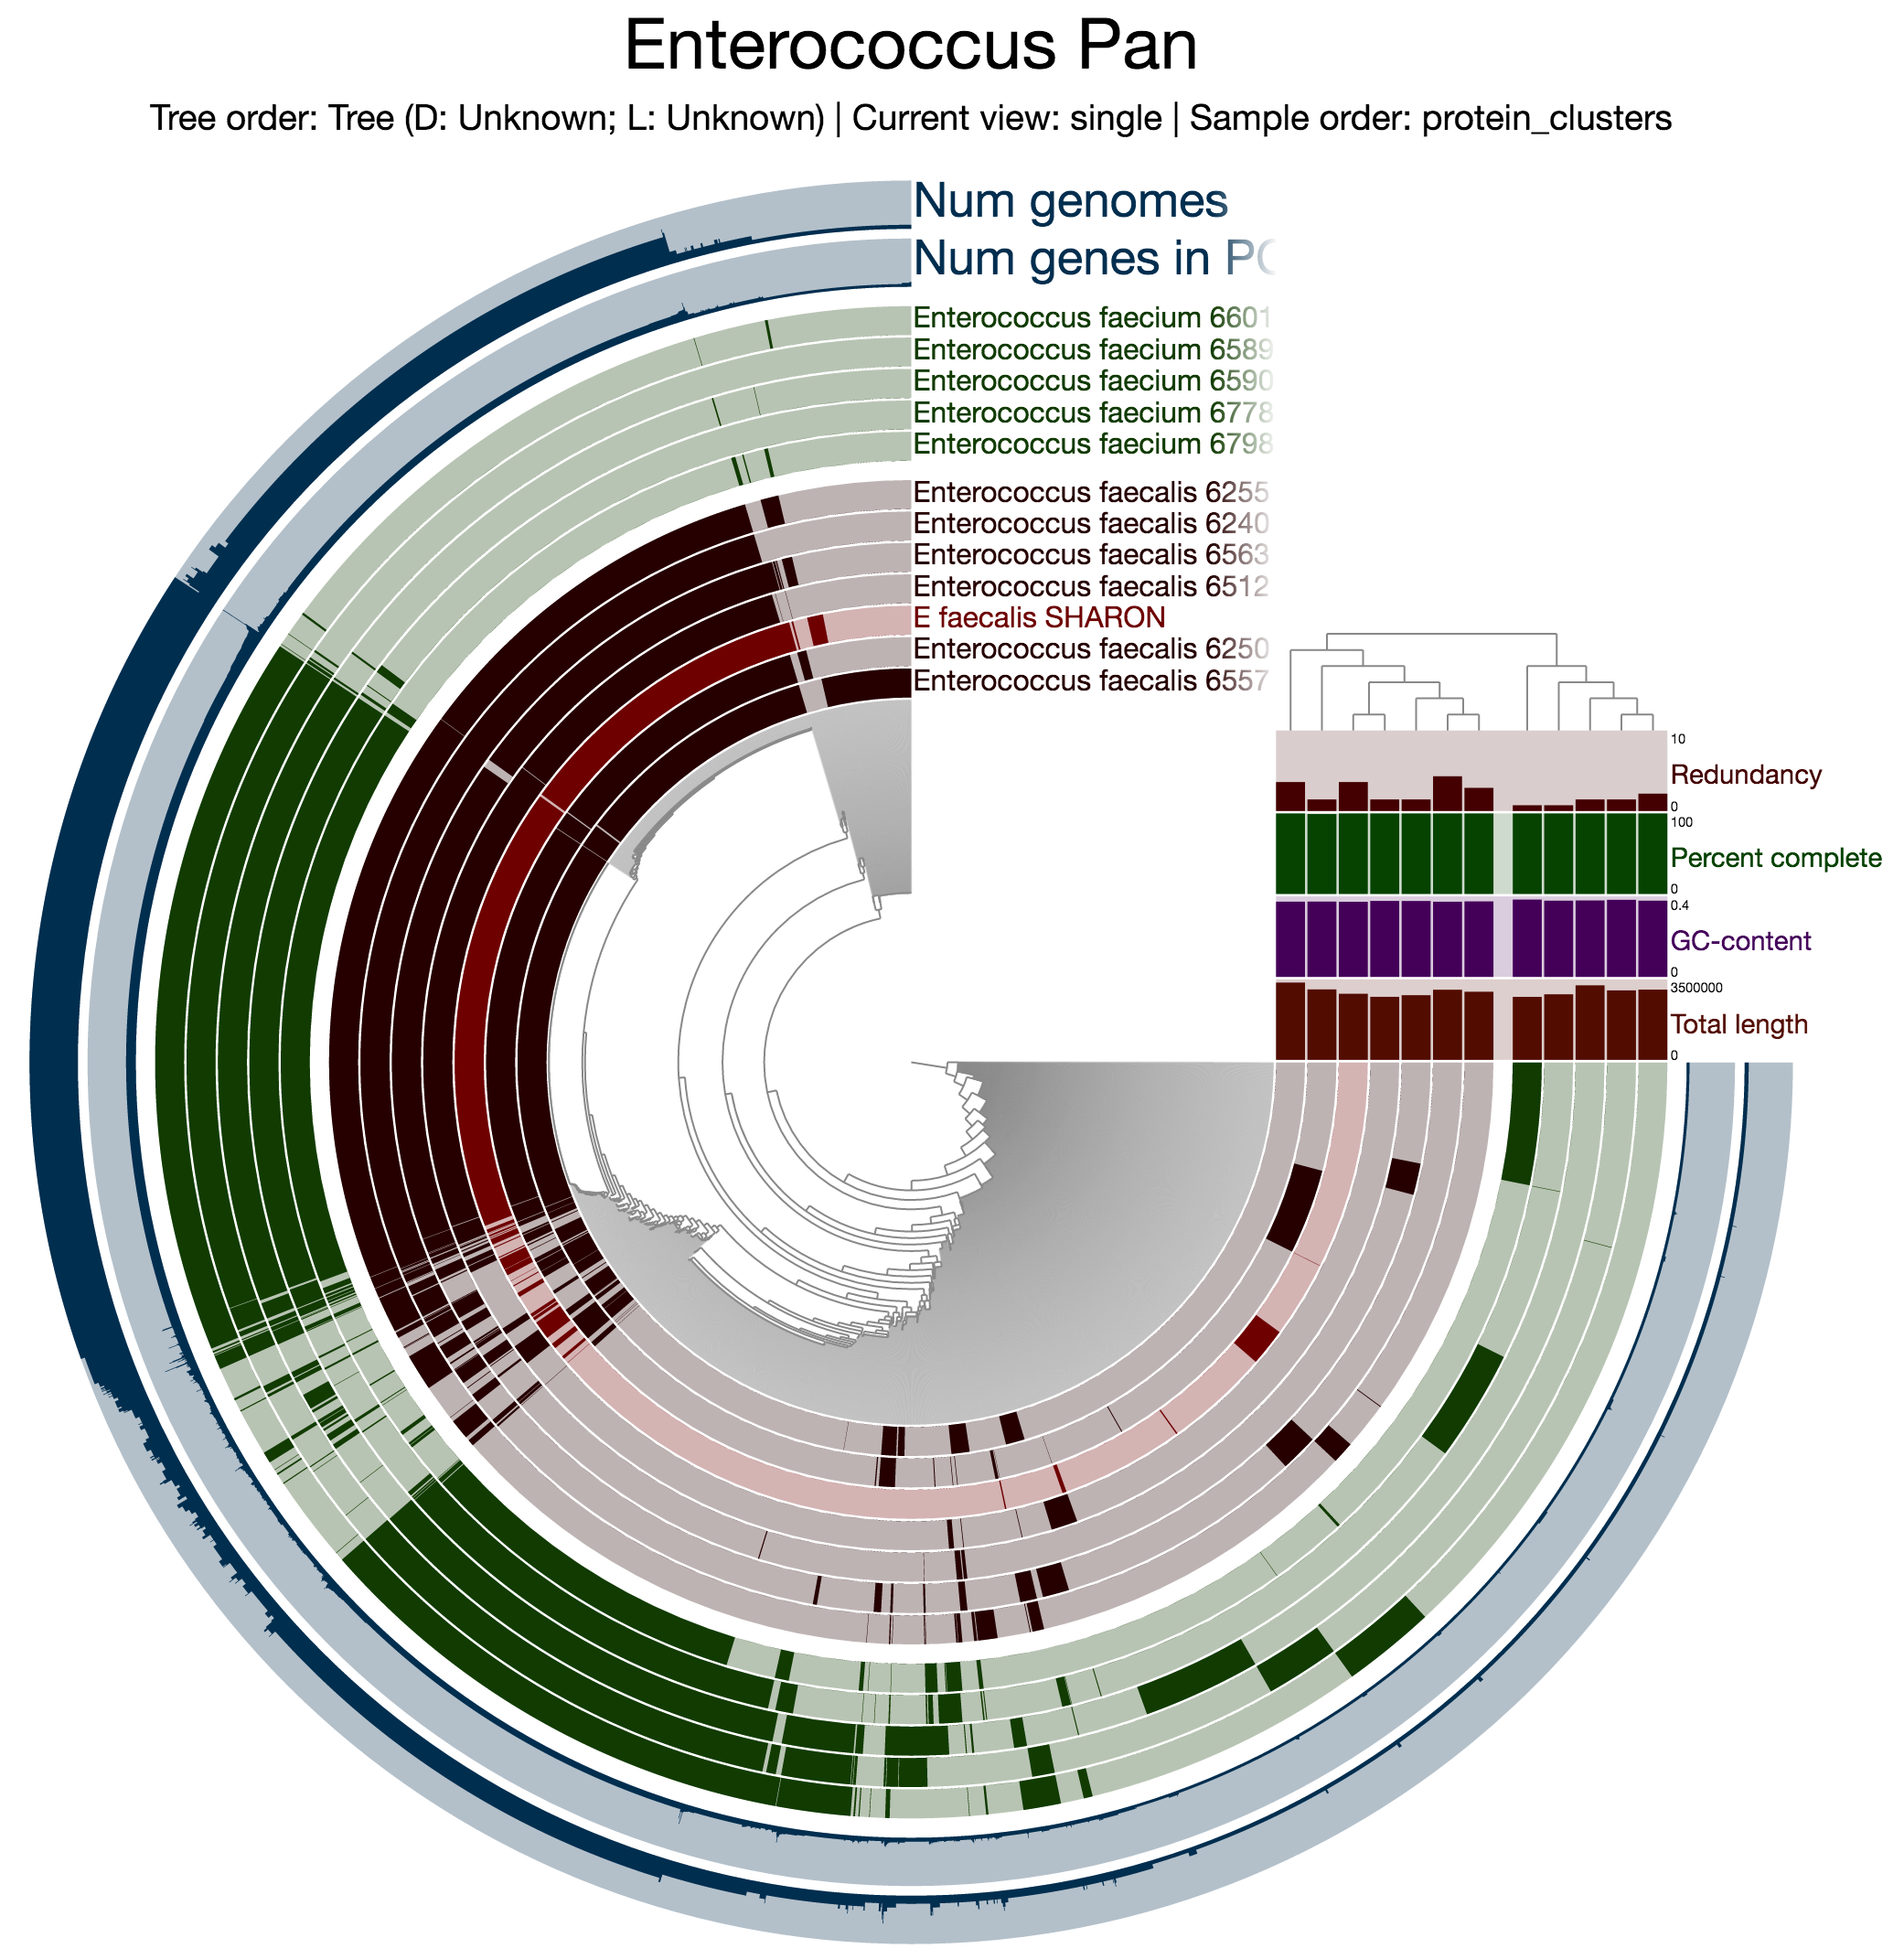 Enterococcus Pan
Tree order: Tree (D: Unknown; L: Unknown) | Current view: single | Sample order: protein_clusters
Num genomes
Num genes in PC
Enterococcus faecium 6601
Enterococcus faecium 6589
Enterococcus faecium 6590
Enterococcus faecium 6778
Enterococcus faecium 6798
Enterococcus faecalis 6255
Enterococcus faecalis 6240
Enterococcus faecalis 6563
Enterococcus faecalis 6512
E faecalis SHARON
Enterococcus faecalis 6250
Enterococcus faecalis 6557
10
Redundancy
0
100
Percent complete
0
0.4
GC-content
0
3500000
Total length
0